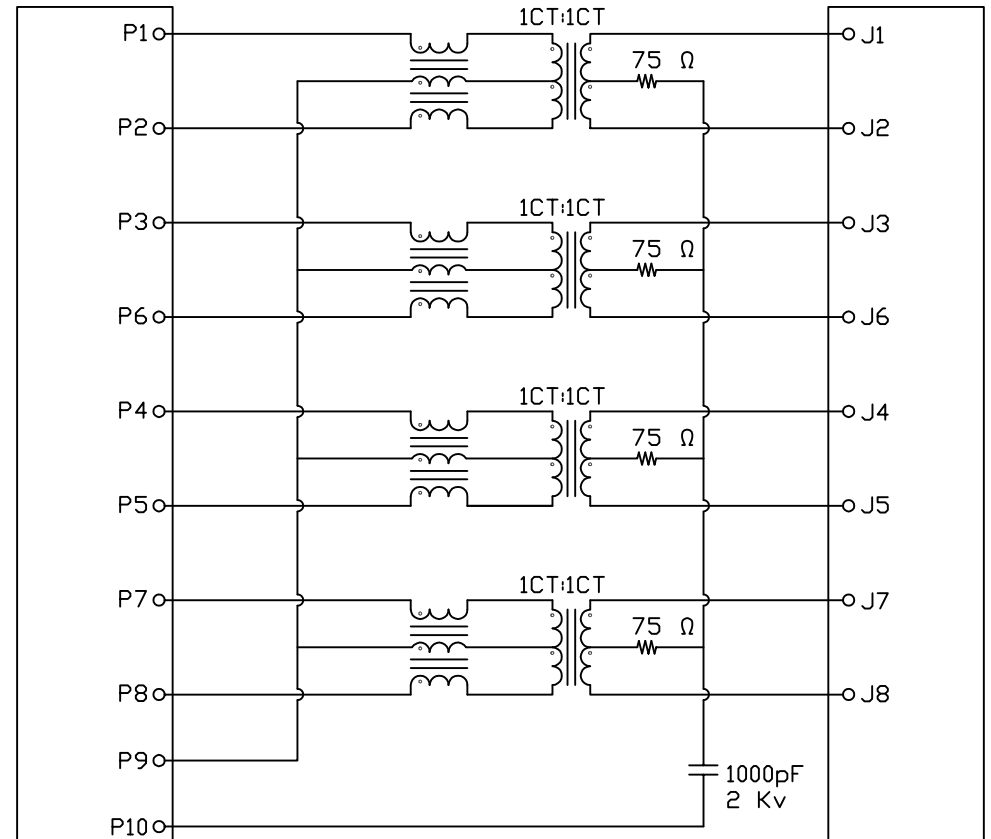 1CT:1CT
P1 J1
75 Ω
P2 J2
1CT:1CT
P3 J3
75 Ω
P6 J6
1CT:1CT
P4 J4
75 Ω
P5 J5
1CT:1CT
P7 J7
75 Ω
P8 J8
P9
1000pF
2 Kv
P10